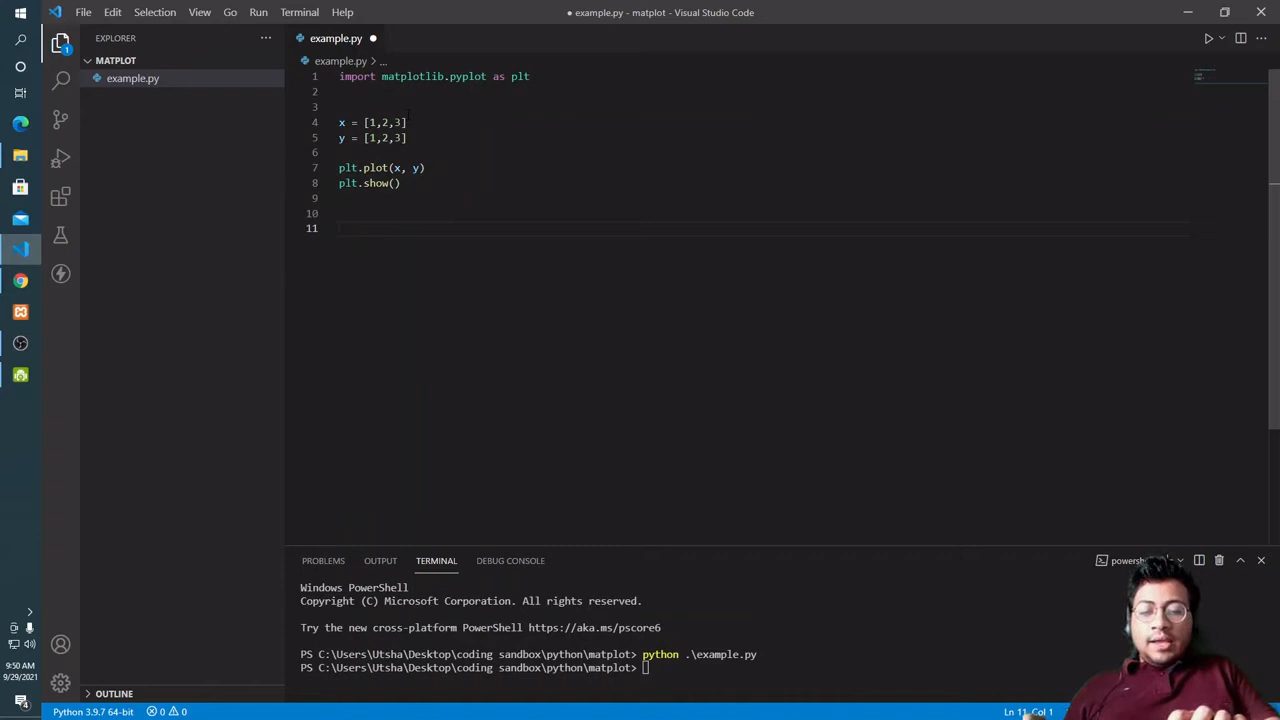 File Edit Selection View Go Run Terminal Help
● example.py - matplot - Visual Studio Code
EXPLORER
example.py
1
MATPLOT
example.py
example.py > ...
1 import matplotlib.pyplot as plt
2
3
4 x = [1,2,3]
5 y = [1,2,3]
6
7 plt.plot(x, y)
8 plt.show()
9
10
11
PROBLEMS OUTPUT TERMINAL DEBUG CONSOLE
Windows PowerShell
Copyright (C) Microsoft Corporation. All rights reserved.
Try the new cross-platform PowerShell https://aka.ms/pscore6
PS C:\Users\Utsha\Desktop\coding sandbox\python\matplot> python .\example.py
PS C:\Users\Utsha\Desktop\coding sandbox\python\matplot>
9:50 AM
9/29/2021
4
OUTLINE
Python 3.9.7 64-bit 0 0
Ln 11, Col 1